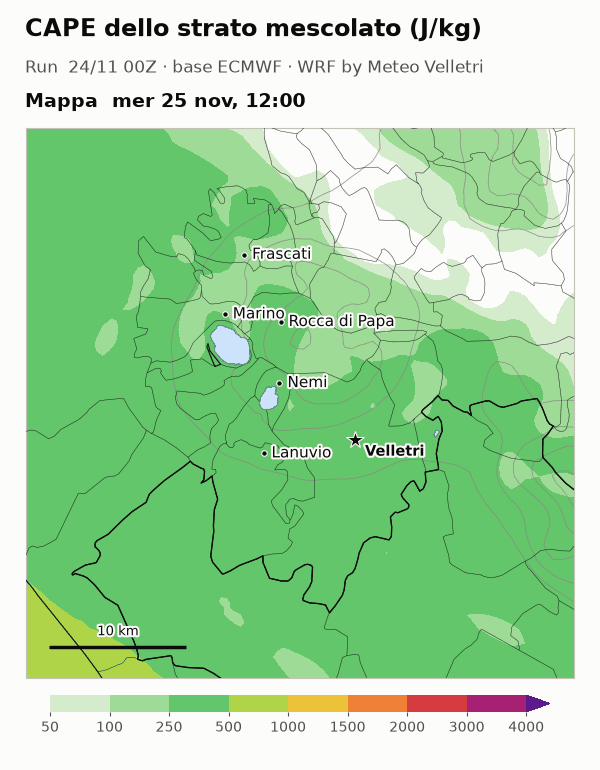 CAPE dello strato mescolato (J/kg)
Run  24/11 00Z · base ECMWF · WRF by Meteo Velletri
Mappa  mer 25 nov, 12:00
Frascati
Marino
Rocca di Papa
Nemi
Velletri
Lanuvio
10 km
50 100 250 500 1000 1500 2000 3000 4000